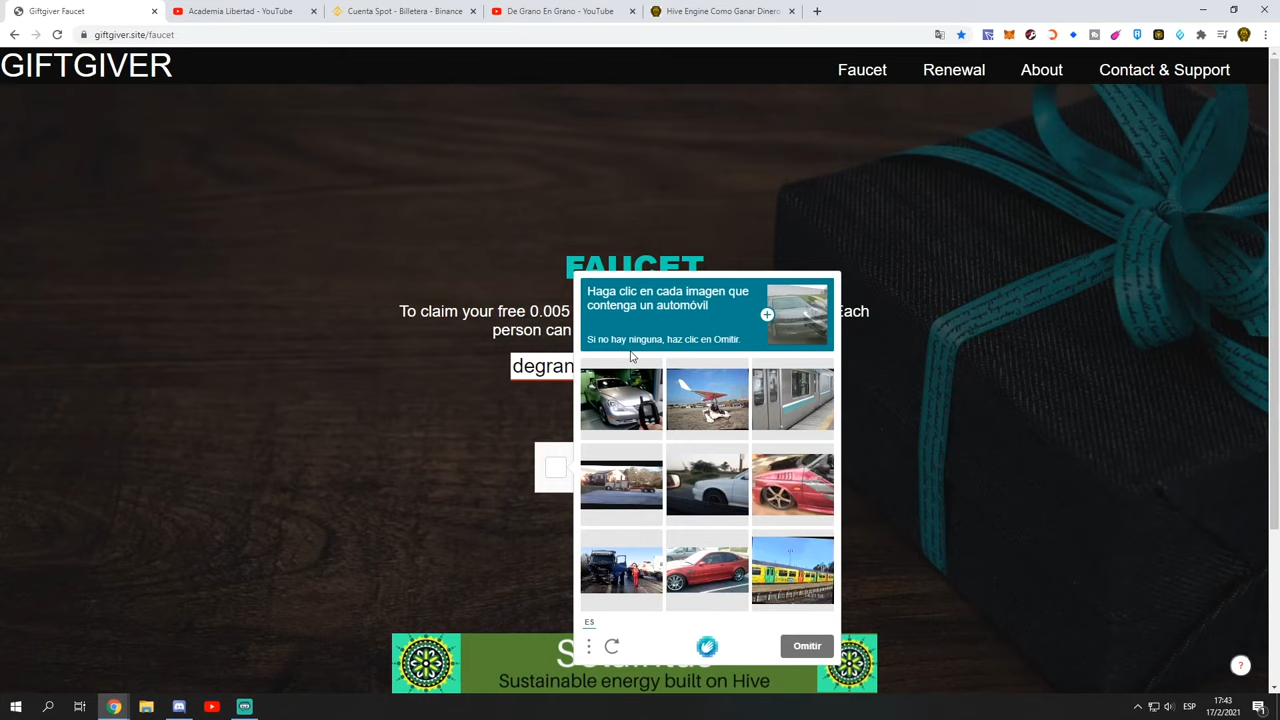 Giftgiver Faucet
Academia Libertad - YouTube
Cuenta Spot - Billetera - Binance
De Grano En Grano - YouTube
Hive Engine Como Ganar Dinero
giftgiver.site/faucet
GIFTGIVER
Faucet
Renewal
About
Contact & Support
FAUCET
To claim your free 0.005
Each
person can
degran
Haga clic en cada imagen que
contenga un automóvil
Si no hay ninguna, haz clic en Omitir.
ES
Omitir
Sustainable energy built on Hive
?
17:43
ESP
17/2/2021